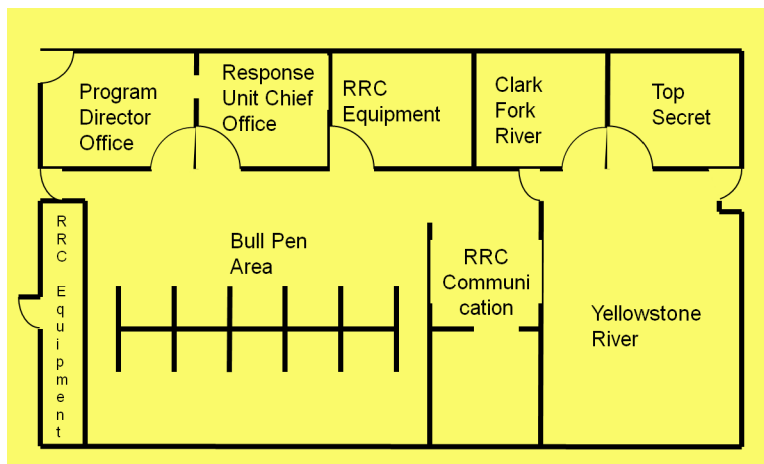 Program
Director
Office
Response
Unit Chief
Office
RRC
Equipment
Clark
Fork
River
Top
Secret
RRC Equipment
Bull Pen
Area
RRC
Communi
cation
Yellowstone
River